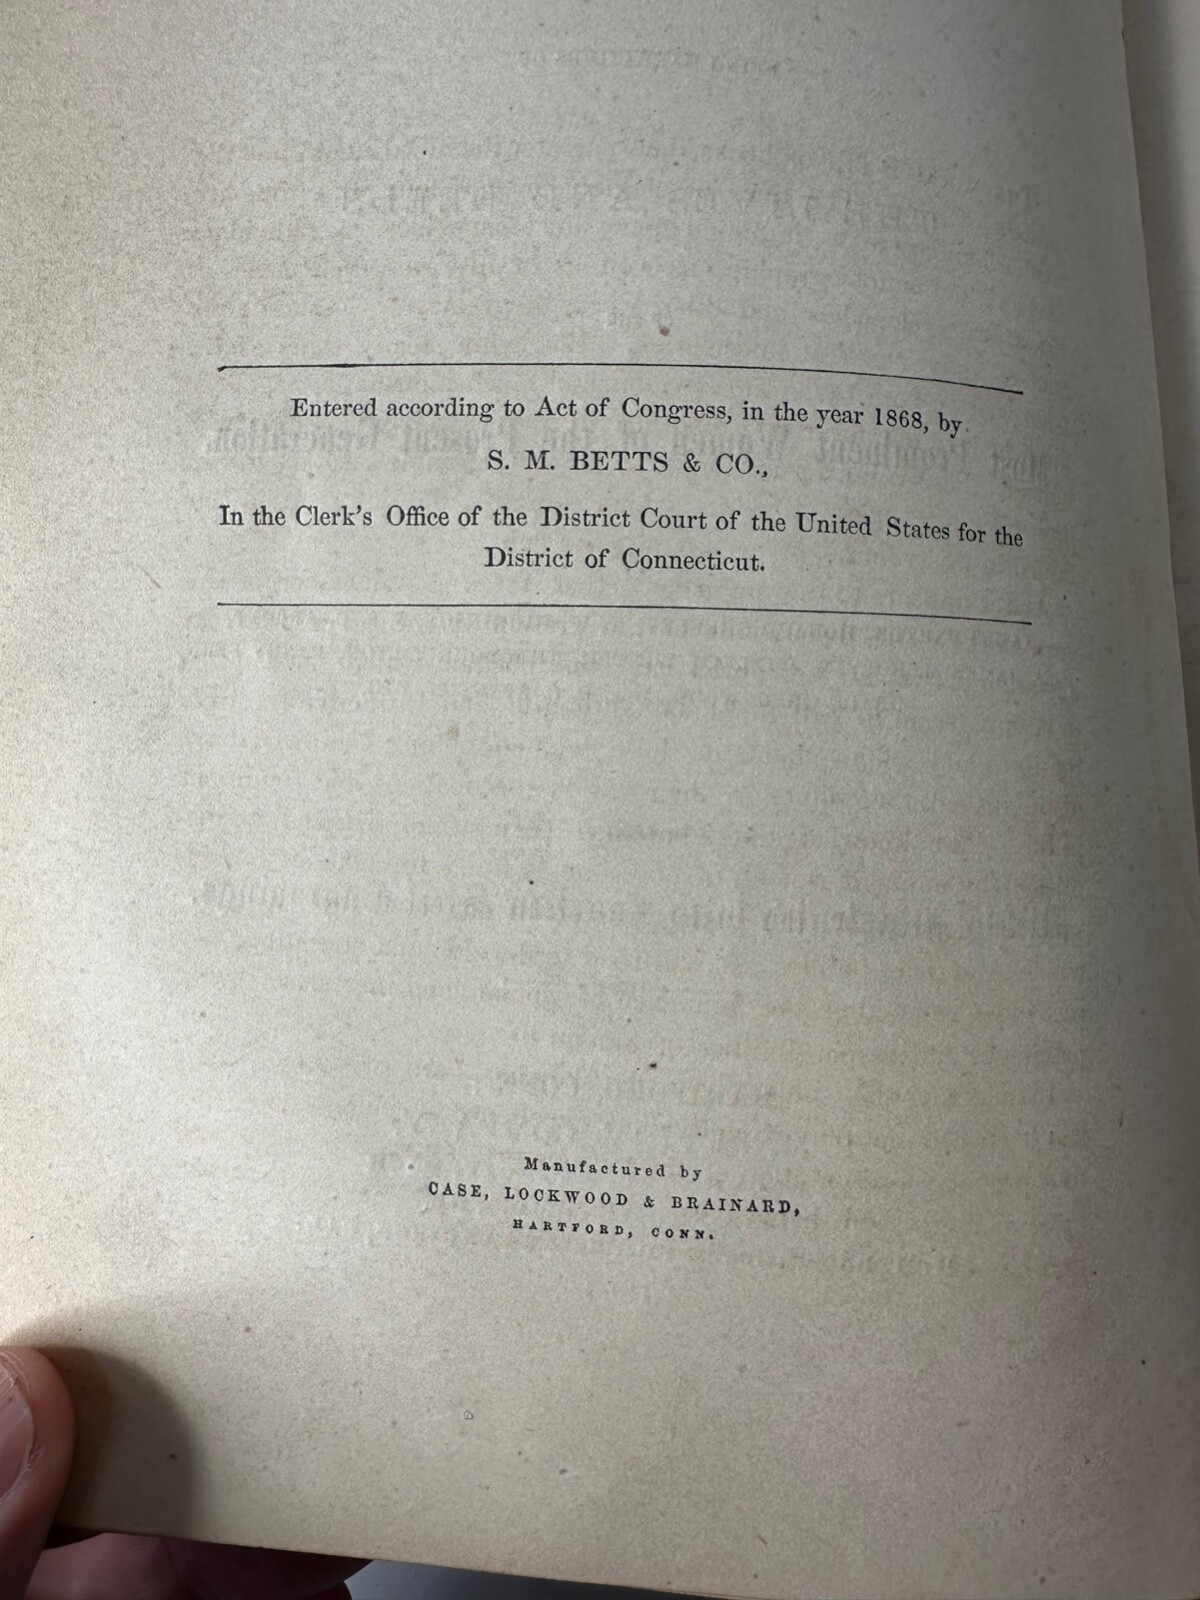 Entered according to Act of Congress, in the year 1868, by
S. M. BETTS & CO.,
In the Clerk's Office of the District Court of the United States for the
District of Connecticut.
Manufactured by
CASE, LOCKWOOD & BRAINARD,
HARTFORD, CONN.